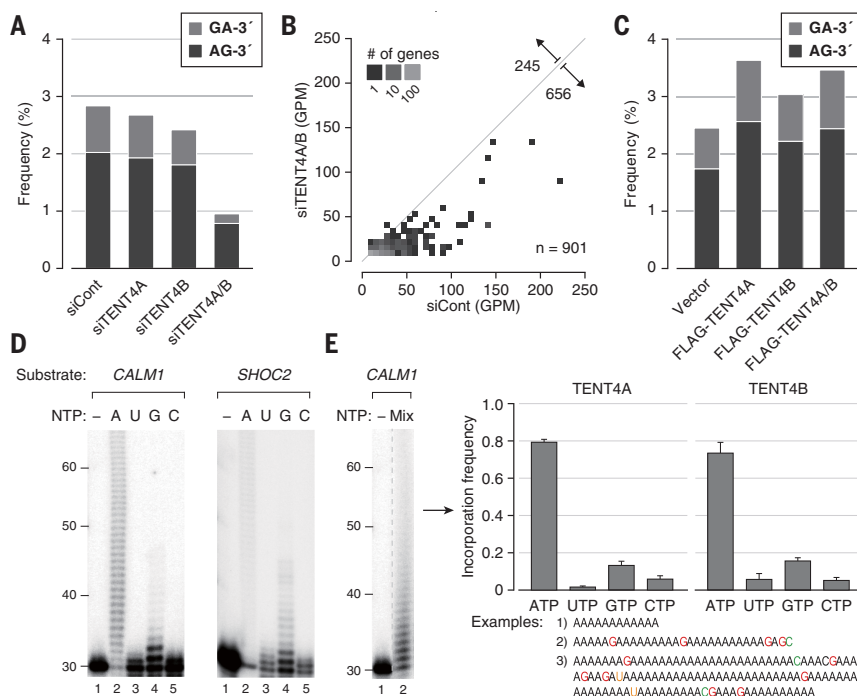 A
GA-3´
AG-3´
Frequency (%)
4
3
2
1
0
siCont
siTENT4A
siTENT4B
siTENT4A/B
B
siTENT4A/B (GPM)
250
200
150
100
50
0
# of genes
1
10
100
245
656
n = 901
0
50
100
150
200
250
siCont (GPM)
C
GA-3´
AG-3´
Frequency (%)
4
3
2
1
0
Vector
FLAG-TENT4A
FLAG-TENT4B
FLAG-TENT4A/B
D
Substrate: CALM1 SHOC2
NTP: – A U G C – A U G C
60
50
40
30
60
50
40
30
1 2 3 4 5 1 2 3 4 5
E
CALM1
NTP: – Mix
60
50
40
30
1 2
TENT4A TENT4B
Incorporation frequency
1.0
0.8
0.6
0.4
0.2
0
ATP UTP GTP CTP ATP UTP GTP CTP
Examples: 1) AAAAAAAAAAAA
2) AAAAAGAAAAAAAAAGAAAAAAAAAAAGAGC